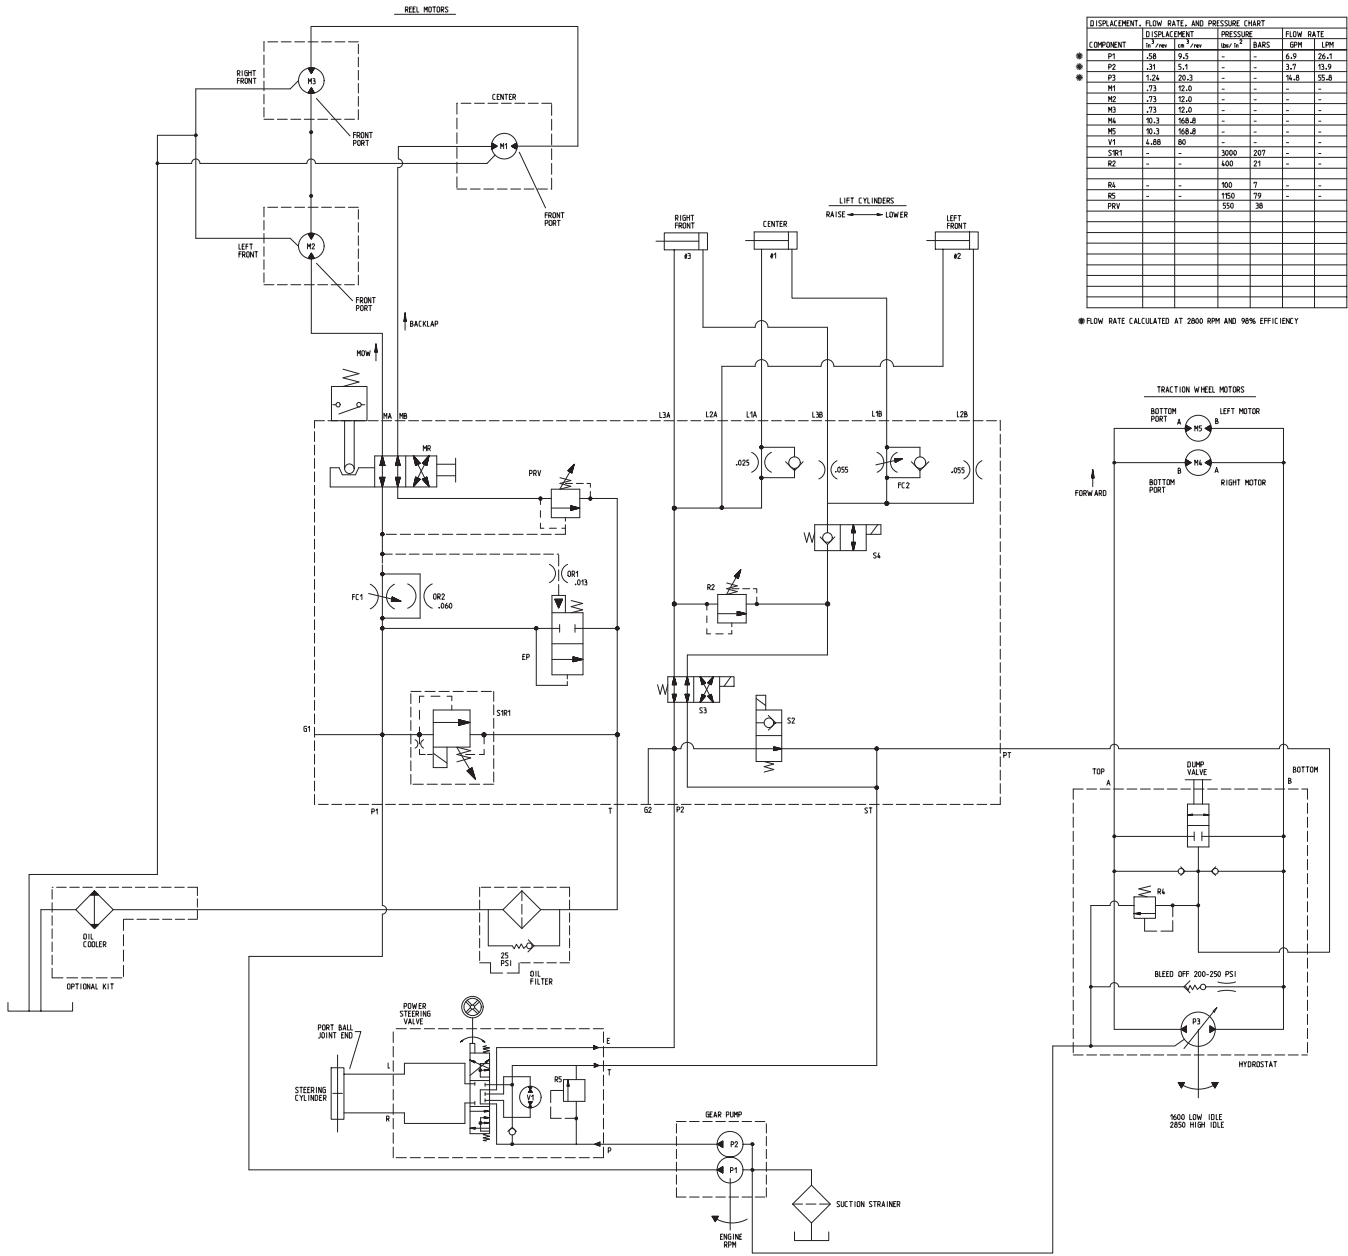 REEL MOTORS
RIGHT
FRONT
M3
FRONT
PORT
CENTER
M1
FRONT
PORT
LEFT
FRONT
M2
FRONT
PORT
BACKLAP
MOW
MA MB
MR
PRV
OR1
.013
FC1
OR2
.060
EP
S1R1
G1
P1
T
LIFT CYLINDERS
RAISE LOWER
RIGHT
FRONT
#3
CENTER
#1
LEFT
FRONT
#2
L3A
L2A
L1A
L3B
L1B
L2B
.025
.055
FC2
.055
S4
R2
S3
S2
G2
P2
ST
PT
DISPLACEMENT, FLOW RATE, AND PRESSURE CHART
DISPLACEMENT PRESSURE FLOW RATE
COMPONENT in³/rev cm³/rev lbs/in² BARS GPM LPM
P1 .58 9.5 - - 6.9 26.1
P2 .31 5.1 - - 3.7 13.9
P3 1.24 20.3 - - 14.8 55.8
M1 .73 12.0 - - - -
M2 .73 12.0 - - - -
M3 .73 12.0 - - - -
M4 10.3 168.8 - - - -
M5 10.3 168.8 - - - -
V1 4.88 80 - - - -
S1R1 - - 3000 207 - -
R2 - - 400 21 - -
R4 - - 100 7 - -
R5 - - 1150 79 - -
PRV 550 38
FLOW RATE CALCULATED AT 2800 RPM AND 98% EFFICIENCY
TRACTION WHEEL MOTORS
BOTTOM
PORT
A
M5
B
LEFT MOTOR
B
M4
A
BOTTOM
PORT
RIGHT MOTOR
FORWARD
TOP
A
DUMP
VALVE
BOTTOM
B
R4
BLEED OFF 200-250 PSI
P3
HYDROSTAT
1600 LOW IDLE
2850 HIGH IDLE
OIL
COOLER
OPTIONAL KIT
25
PSI
OIL
FILTER
POWER
STEERING
VALVE
PORT BALL
JOINT END
STEERING
CYLINDER
L
R
V1
R5
E
T
P
GEAR PUMP
P2
P1
ENGINE
RPM
SUCTION STRAINER